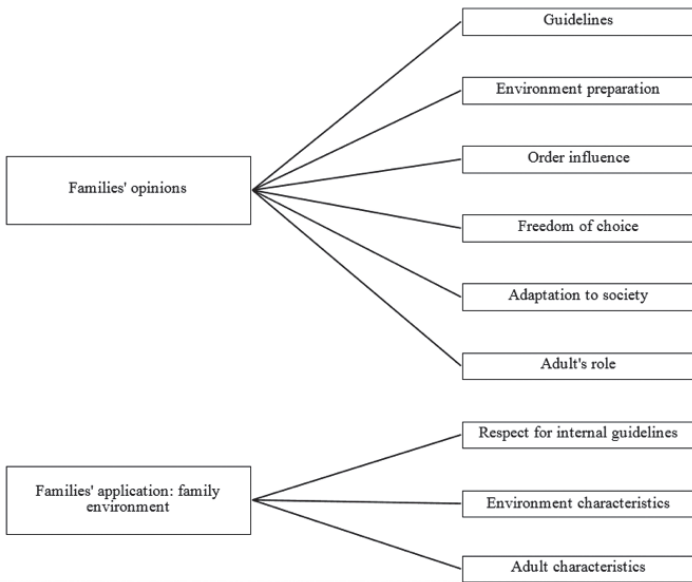 Guidelines
Environment preparation
Order influence
Families' opinions
Freedom of choice
Adaptation to society
Adult's role
Respect for internal guidelines
Families' application: family
environment
Environment characteristics
Adult characteristics